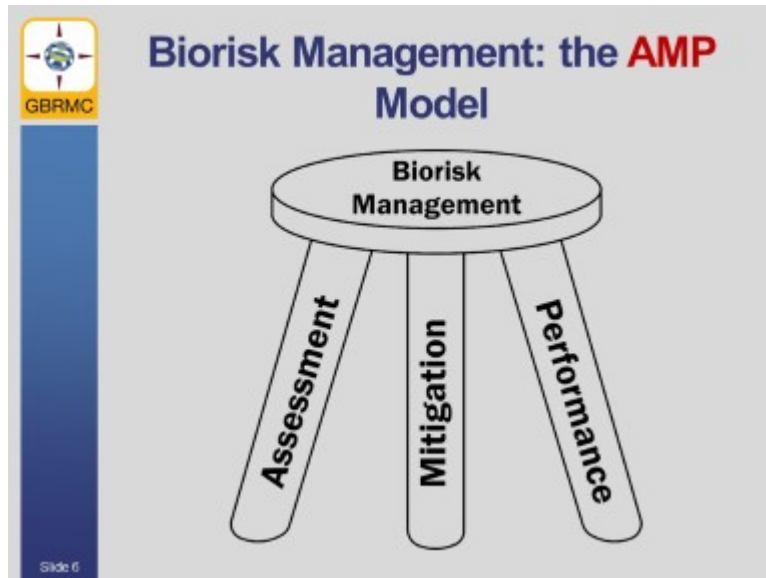 GBRMC
Biorisk Management: the AMP
Model
Biorisk
Management
Assessment
Mitigation
Performance
Slide 6